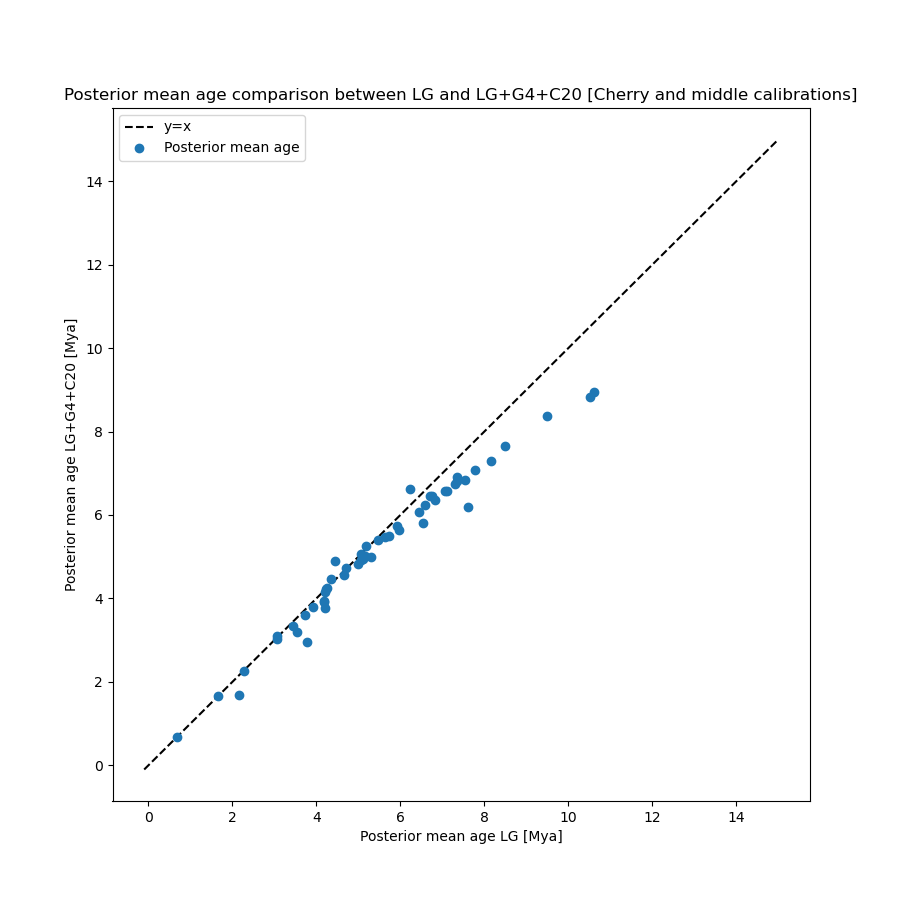 Posterior mean age comparison between LG and LG+G4+C20 [Cherry and middle calibrations]
y=x
Posterior mean age
Posterior mean age LG+G4+C20 [Mya]
14
12
10
8
6
4
2
0
0 2 4 6 8 10 12 14
Posterior mean age LG [Mya]